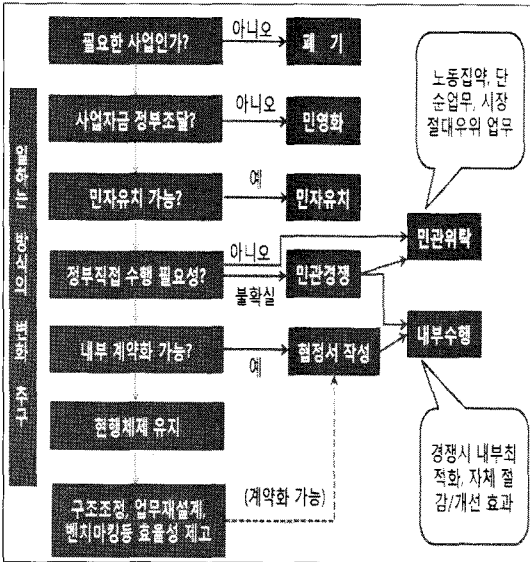 필요한 사업인가?
아니오
폐 기
사업자금 정부조달?
아니오
민영화
민자유치 가능?
예
민자유치
정부직접 수행 필요성?
아니오
불확실
민관경쟁
민관위탁
내부 계약화 가능?
예
협정서 작성
내부수행
현행체제 유지
구조조정, 업무재설계,
벤치마킹등 효율성 제고
(계약화 가능)
일하는 방식의 변화 추구
노동집약, 단
순업무, 시장
절대우위 업무
경쟁시 내부최
적화, 자체 절
감/개선 효과